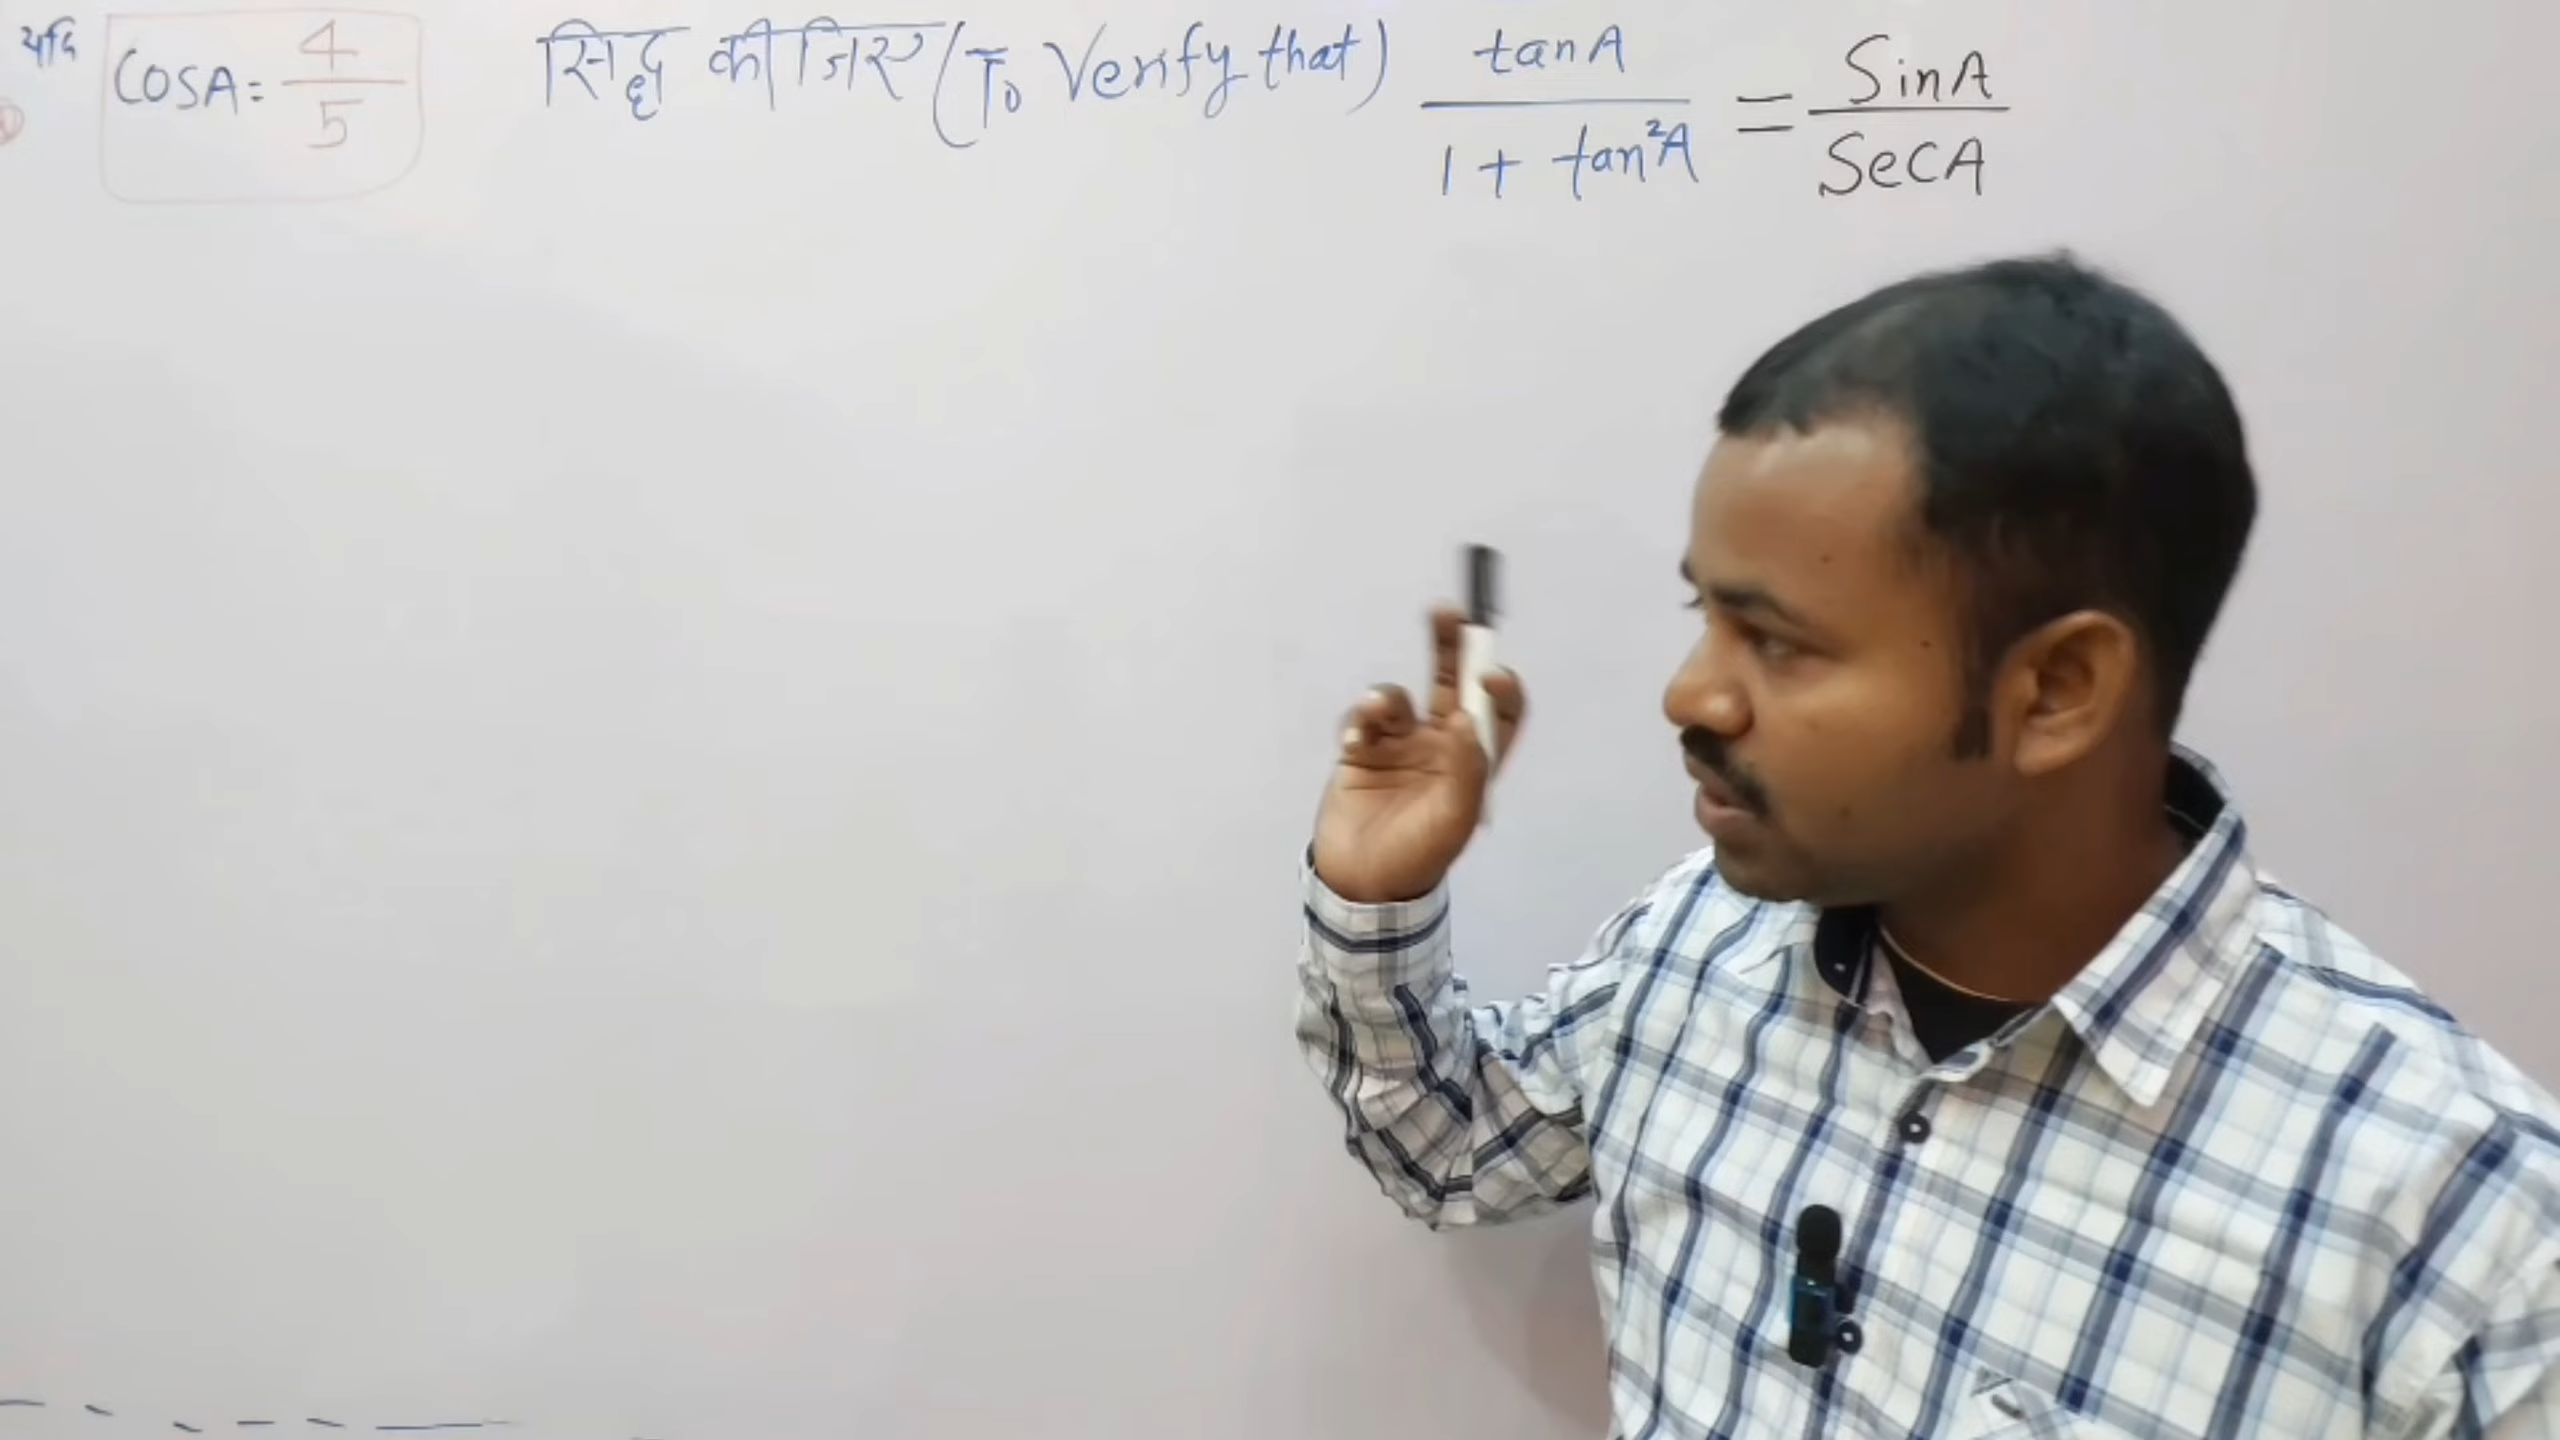 यदि cosA = 4/5 सिद्ध कीजिए (To Verify that) tanA / 1 + tan²A = SinA / SecA